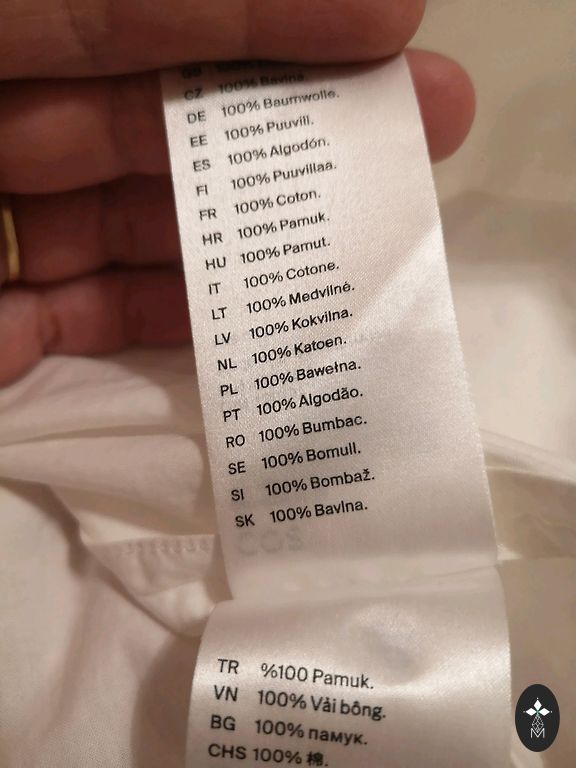 CZ 100% Bavlna.
DE 100% Baumwolle.
EE 100% Puuvill.
ES 100% Algodón.
FI 100% Puuvillaa.
FR 100% Coton.
HR 100% Pamuk.
HU 100% Pamut.
IT 100% Cotone.
LT 100% Medvilné.
LV 100% Kokvilna.
NL 100% Katoen.
PL 100% Bawełna.
PT 100% Algodão.
RO 100% Bumbac.
SE 100% Bomull.
SI 100% Bombaž.
SK 100% Bavlna.
COS
TR %100 Pamuk.
VN 100% Vải bông.
BG 100% памук.
CHS 100% 棉.
M